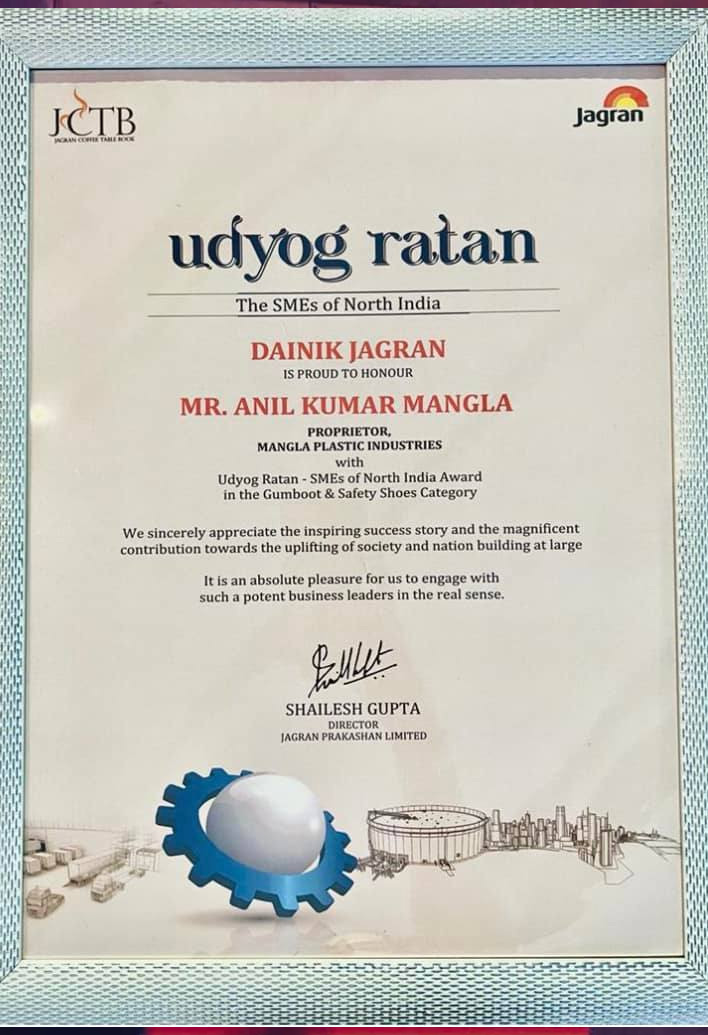 JCTB
JAGRAN COFFEE TABLE BOOK
Jagran
udyog ratan
The SMEs of North India
DAINIK JAGRAN
IS PROUD TO HONOUR
MR. ANIL KUMAR MANGLA
PROPRIETOR,
MANGLA PLASTIC INDUSTRIES
with
Udyog Ratan - SMEs of North India Award
in the Gumboot & Safety Shoes Category
We sincerely appreciate the inspiring success story and the magnificent
contribution towards the uplifting of society and nation building at large
It is an absolute pleasure for us to engage with
such a potent business leaders in the real sense.
SHAILESH GUPTA
DIRECTOR
JAGRAN PRAKASHAN LIMITED